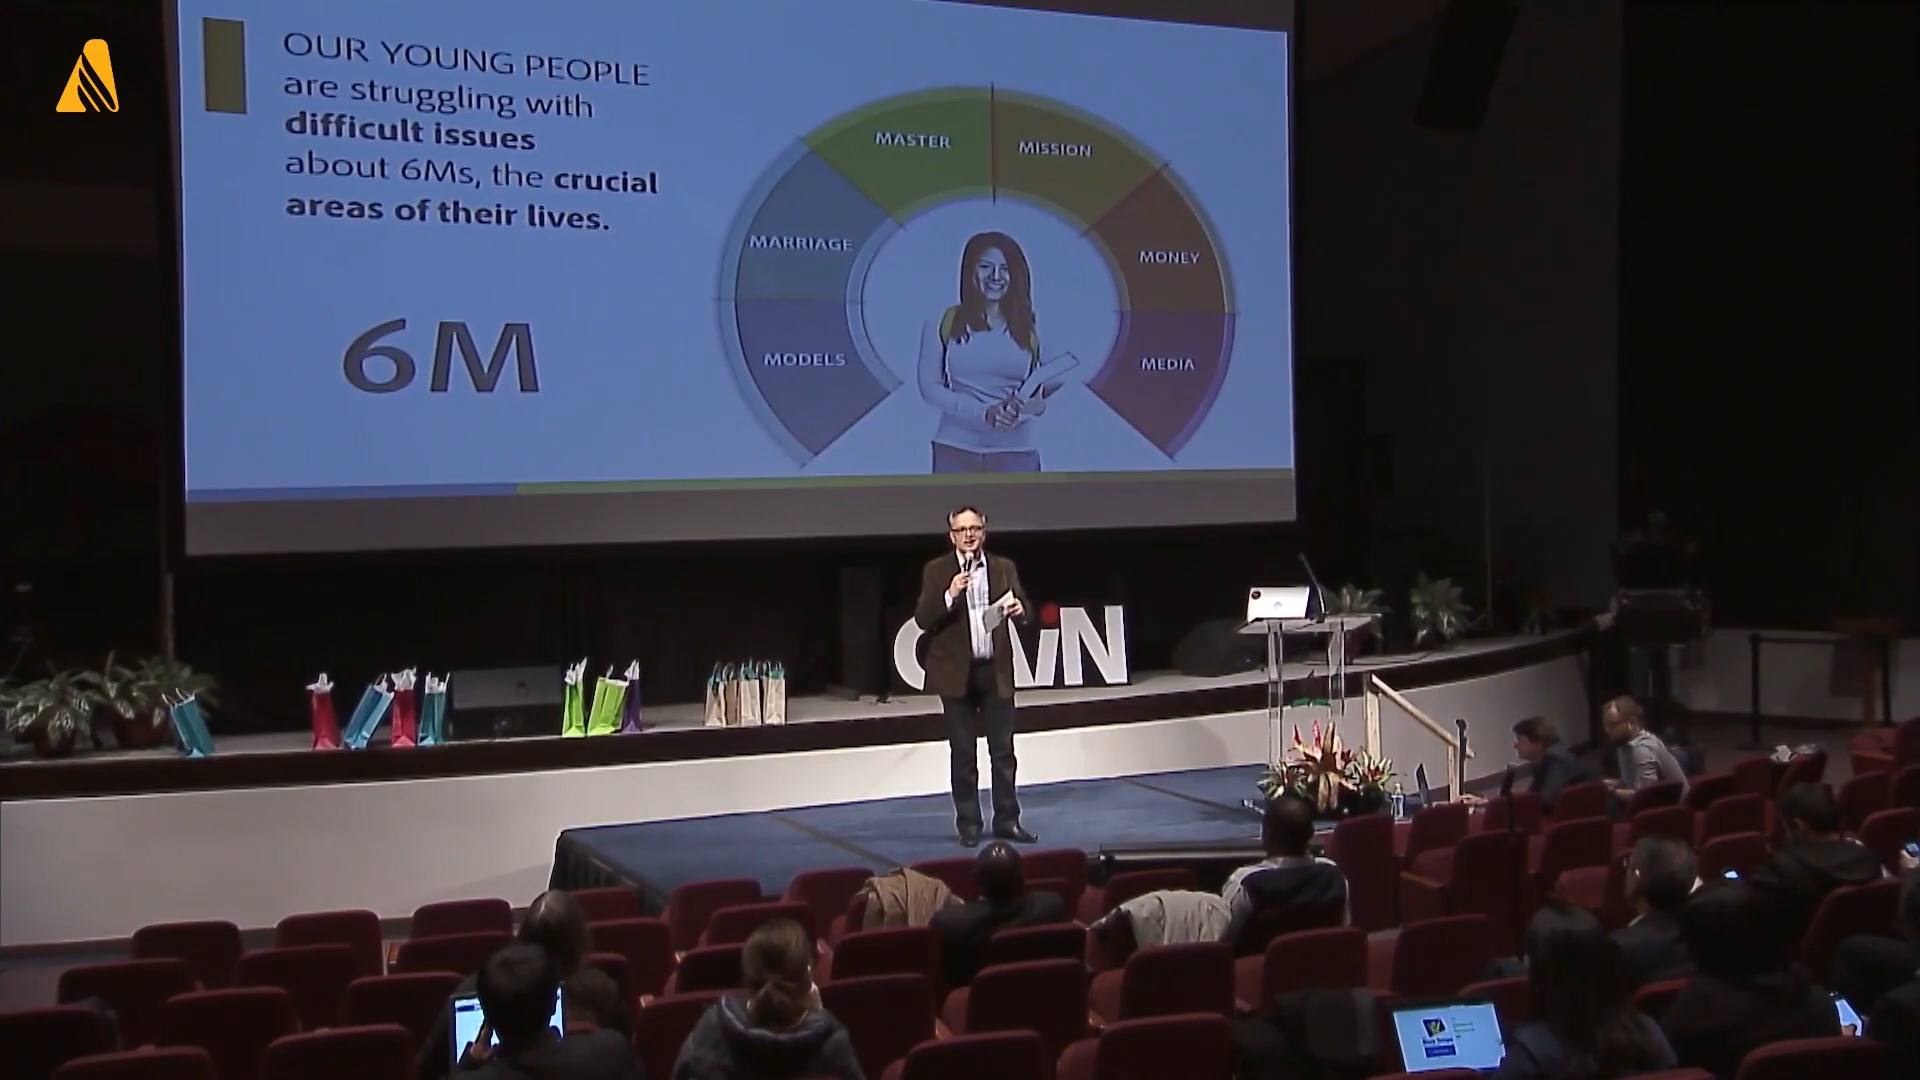 OUR YOUNG PEOPLE
are struggling with
difficult issues
about 6Ms, the crucial
areas of their lives.
6M
MASTER
MISSION
MARRIAGE
MONEY
MODELS
MEDIA